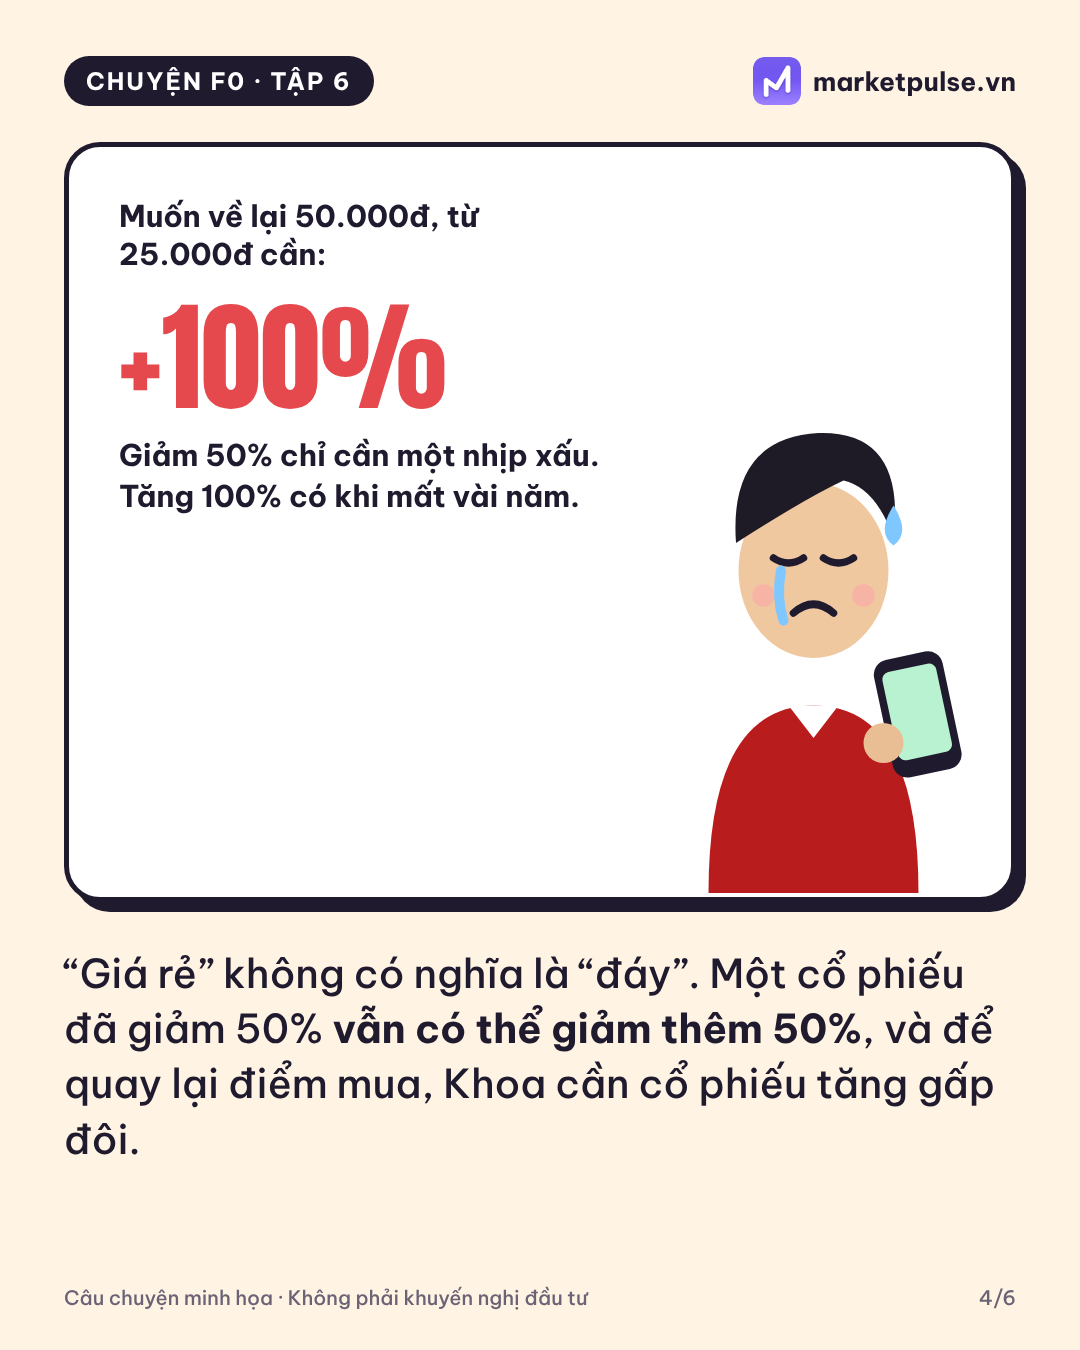 CHUYỆN F0 · TẬP 6
marketpulse.vn
Muốn về lại 50.000đ, từ
25.000đ cần:
+100%
Giảm 50% chỉ cần một nhịp xấu.
Tăng 100% có khi mất vài năm.
“Giá rẻ” không có nghĩa là “đáy”. Một cổ phiếu
đã giảm 50% vẫn có thể giảm thêm 50%, và để
quay lại điểm mua, Khoa cần cổ phiếu tăng gấp
đôi.
Câu chuyện minh họa · Không phải khuyến nghị đầu tư
4/6